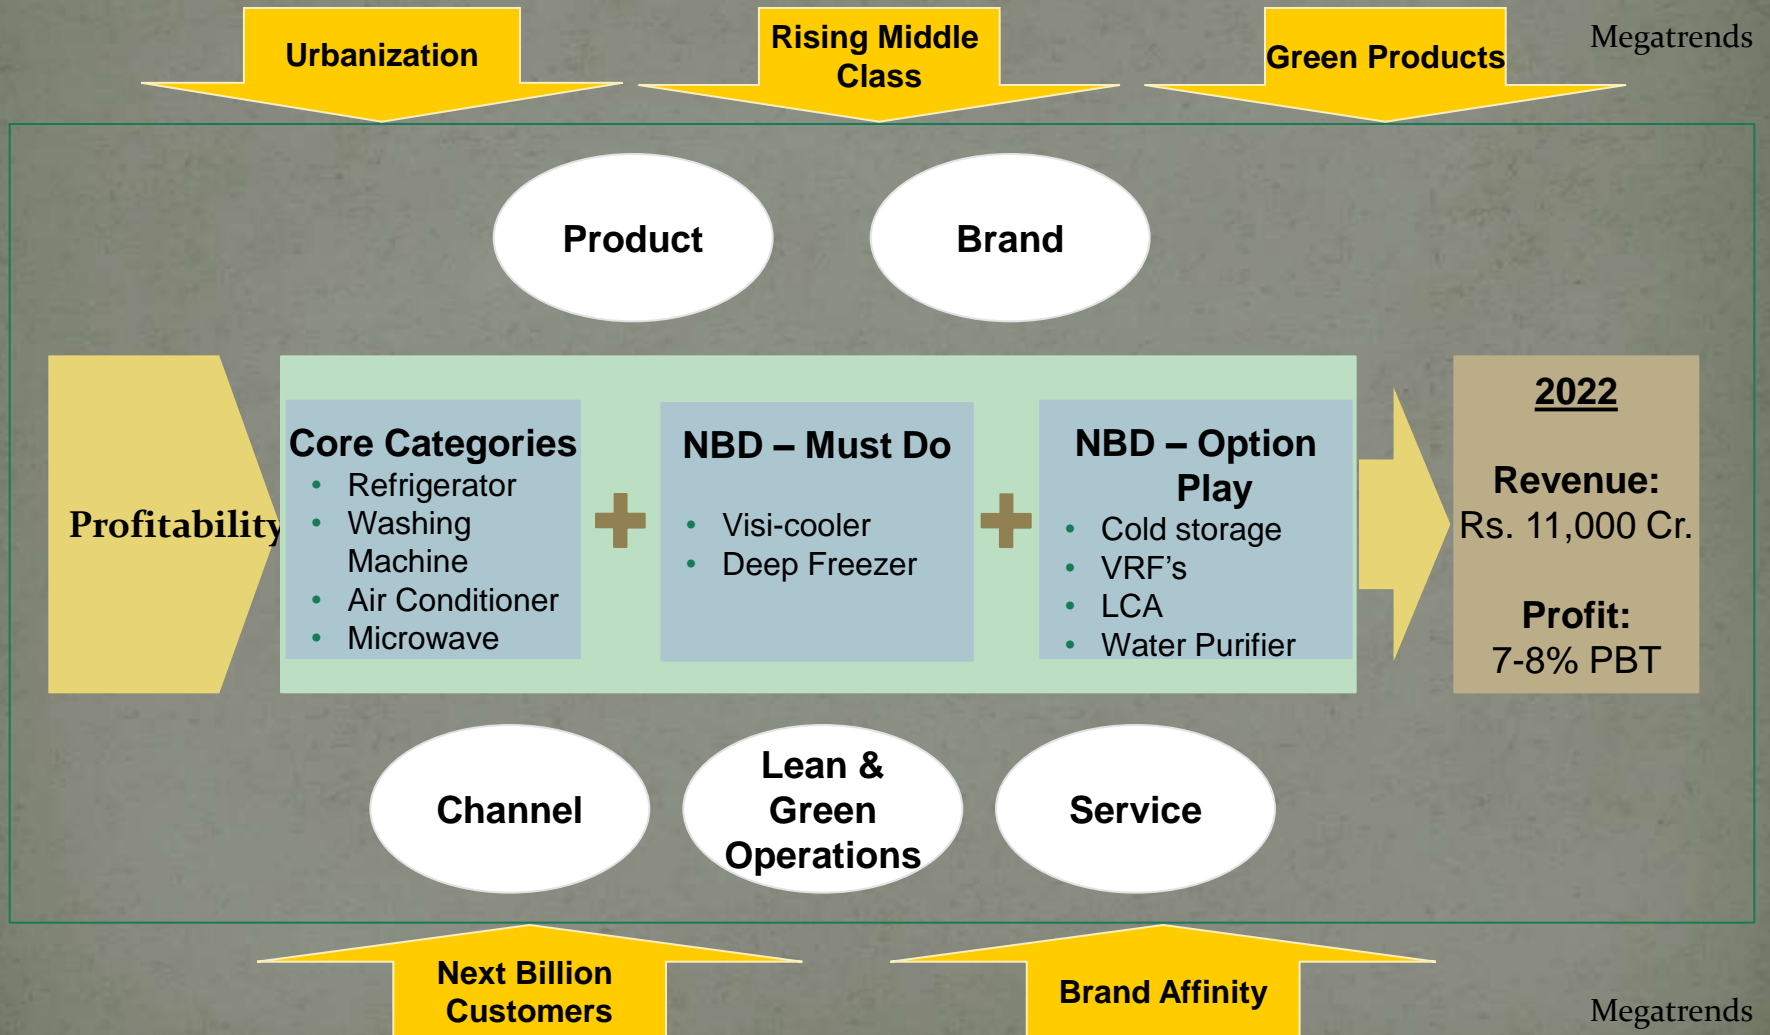 Urbanization
Rising Middle
Class
Green Products
Megatrends
Product
Brand
Profitability
Core Categories
• Refrigerator
• Washing
Machine
• Air Conditioner
• Microwave
NBD – Must Do
• Visi-cooler
• Deep Freezer
NBD – Option
Play
• Cold storage
• VRF’s
• LCA
• Water Purifier
2022
Revenue:
Rs. 11,000 Cr.
Profit:
7-8% PBT
Channel
Lean &
Green
Operations
Service
Next Billion
Customers
Brand Affinity
Megatrends